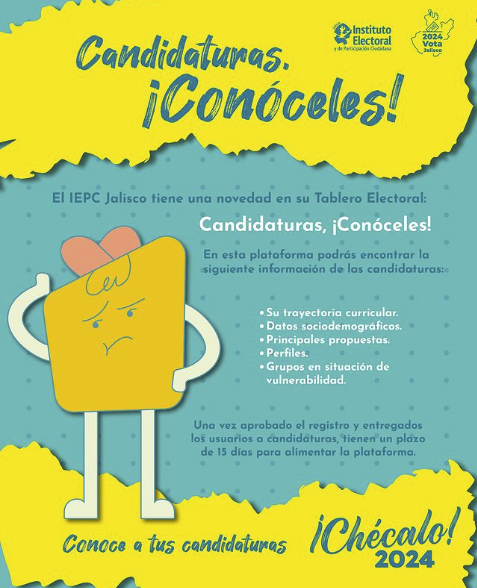 Instituto
Electoral
y de Participación Ciudadana
2024
Vota
Jalisco
Candidaturas.
¡Conóceles!
El IEPC Jalisco tiene una novedad en su Tablero Electoral:
Candidaturas, ¡Conóceles!
En esta plataforma podrás encontrar la
siguiente información de las candidaturas:
• Su trayectoria curricular.
• Datos sociodemográficos.
• Principales propuestas.
• Perfiles.
• Grupos en situación de
vulnerabilidad.
Una vez aprobado el registro y entregados
los usuarios a candidaturas, tienen un plazo
de 15 días para alimentar la plataforma.
Conoce a tus candidaturas
¡Chécalo!
2024